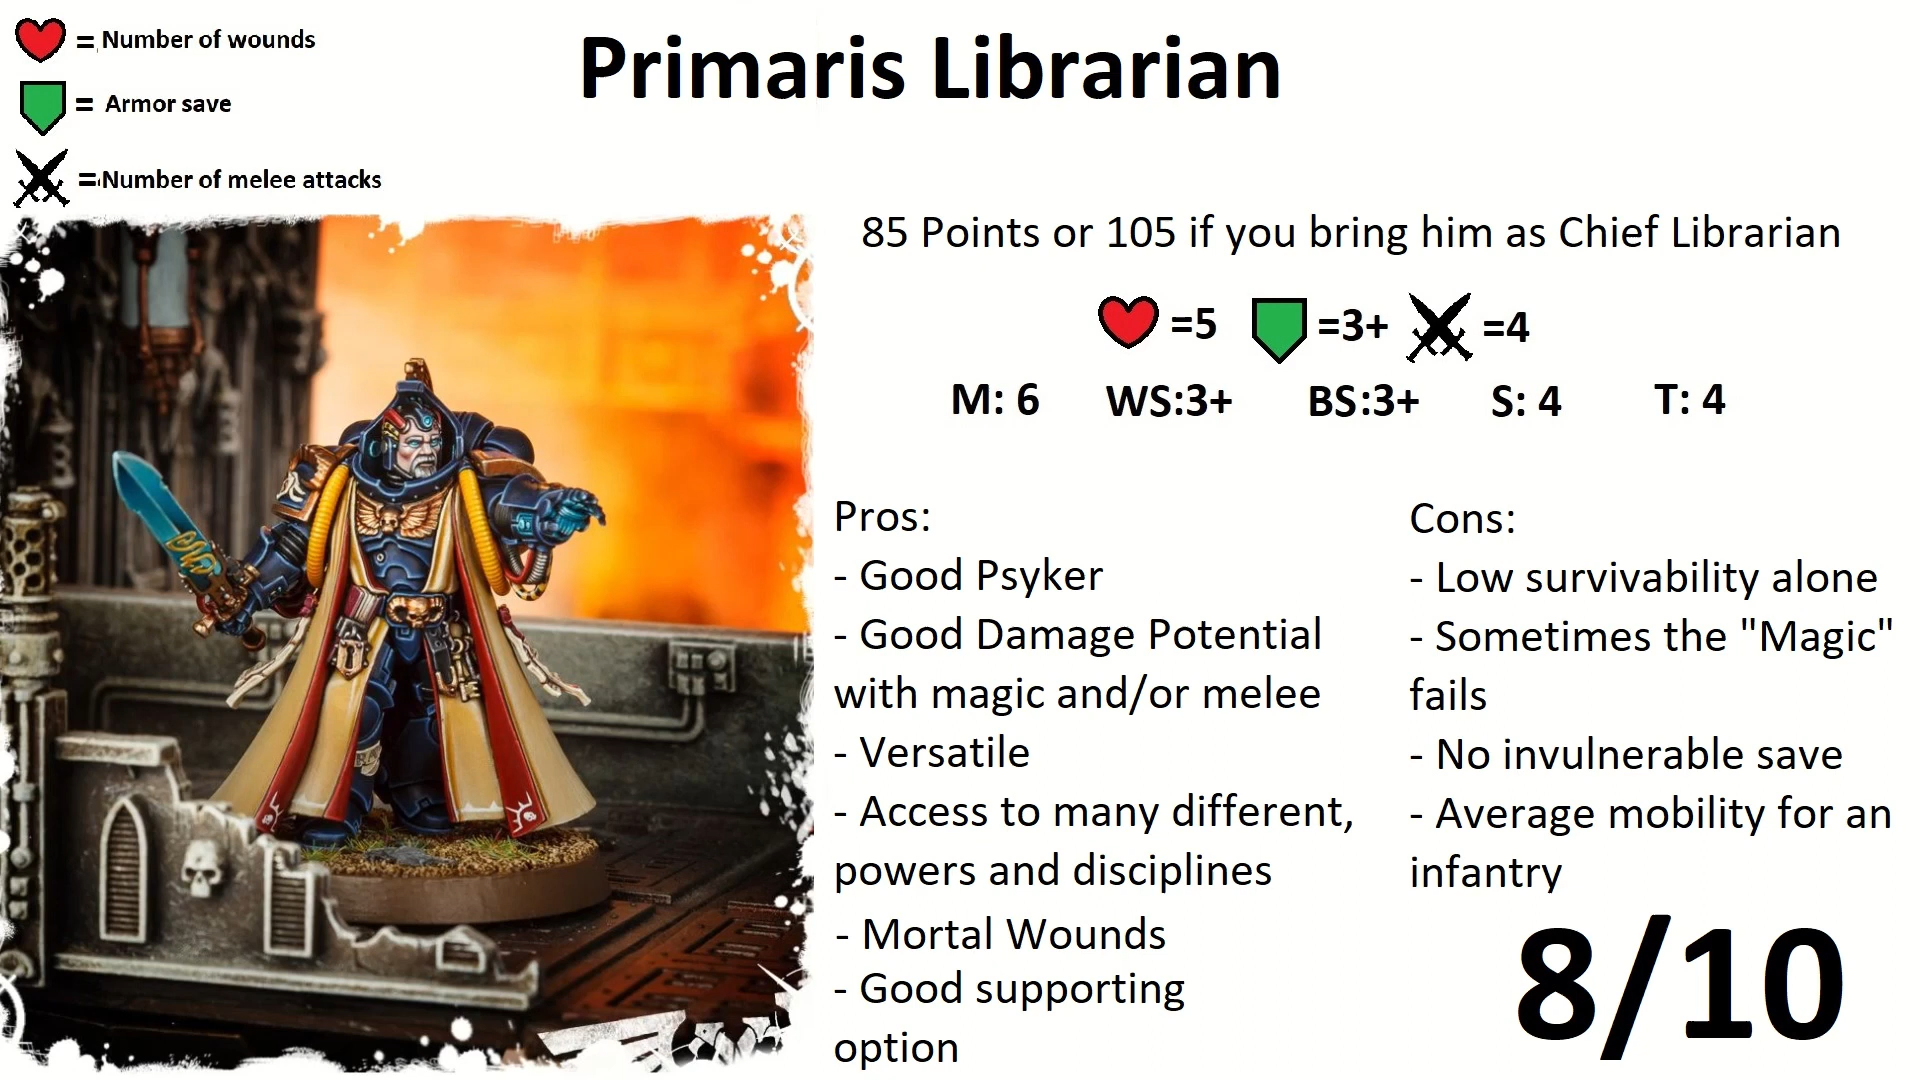 = Number of wounds
= Armor save
= Number of melee attacks
Primaris Librarian
85 Points or 105 if you bring him as Chief Librarian
=5 =3+ =4
M: 6 WS:3+ BS:3+ S: 4 T: 4
Pros:
- Good Psyker
- Good Damage Potential
with magic and/or melee
- Versatile
- Access to many different,
powers and disciplines
- Mortal Wounds
- Good supporting
option
Cons:
- Low survivability alone
- Sometimes the "Magic"
fails
- No invulnerable save
- Average mobility for an
infantry
8/10